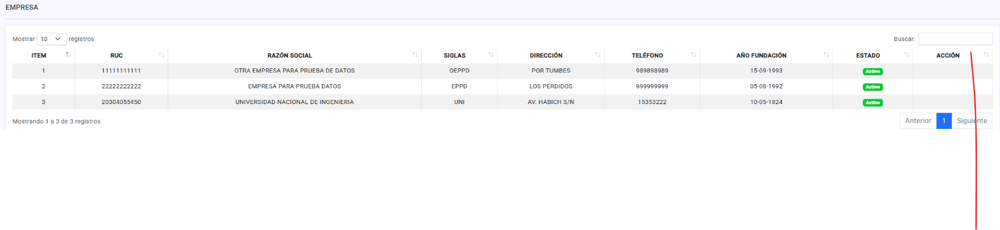 EMPRESA
Mostrar 10 registros Buscar:
ITEM RUC RAZÓN SOCIAL SIGLAS DIRECCIÓN TELÉFONO AÑO FUNDACIÓN ESTADO ACCIÓN
1 11111111111 OTRA EMPRESA PARA PRUEBA DE DATOS OEPPD POR TUMBES 989898989 15-09-1993 Activo
2 22222222222 EMPRESA PARA PRUEBA DATOS EPPD LOS PERDIDOS 999999999 05-08-1992 Activo
3 20304055450 UNIVERSIDAD NACIONAL DE INGENIERIA UNI AV. HABICH S/N 15353222 10-05-1824 Activo
Mostrando 1 a 3 de 3 registros Anterior 1 Siguiente